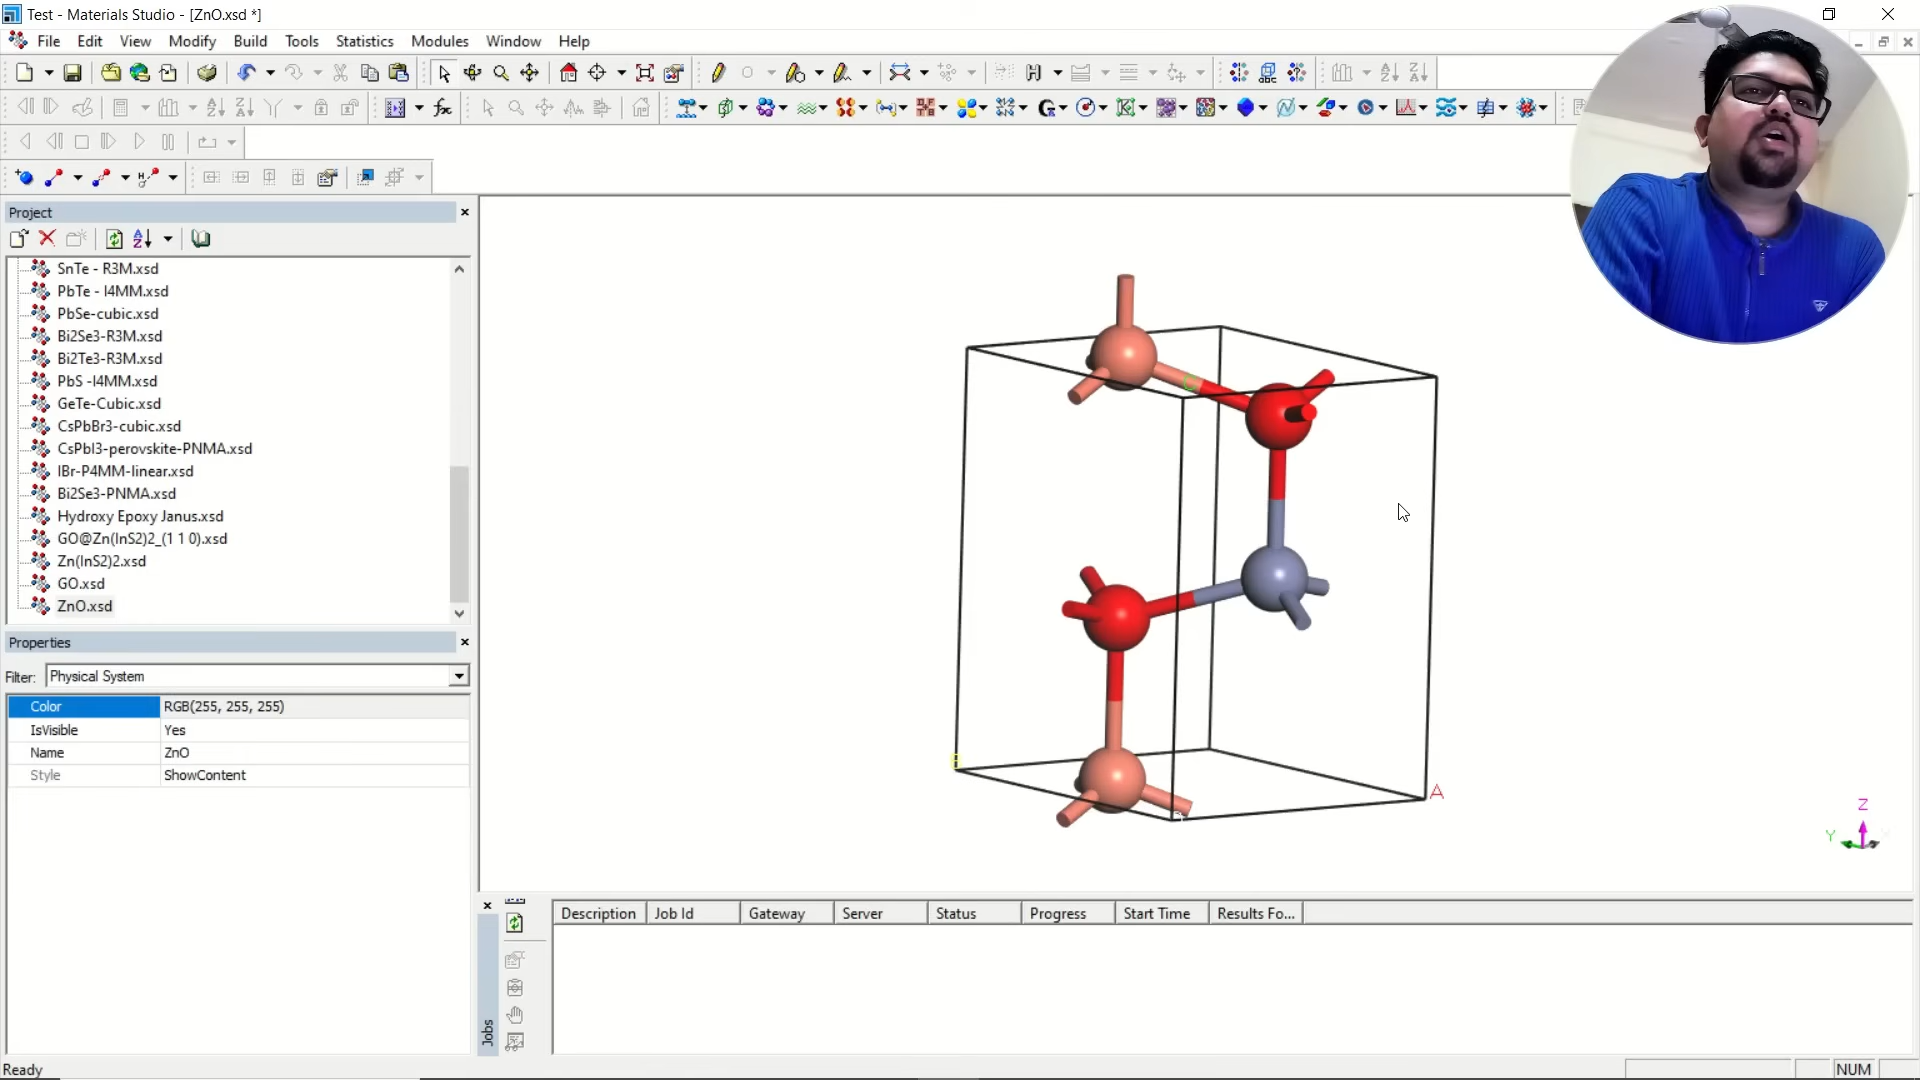 Test - Materials Studio - [ZnO.xsd *]
File Edit View Modify Build Tools Statistics Modules Window Help
Project
SnTe - R3M.xsd
PbTe - I4MM.xsd
PbSe-cubic.xsd
Bi2Se3-R3M.xsd
Bi2Te3-R3M.xsd
PbS -I4MM.xsd
GeTe-Cubic.xsd
CsPbBr3-cubic.xsd
CsPbI3-perovskite-PNMA.xsd
IBr-P4MM-linear.xsd
Bi2Se3-PNMA.xsd
Hydroxy Epoxy Janus.xsd
GO@Zn(InS2)2_(1 1 0).xsd
Zn(InS2)2.xsd
GO.xsd
ZnO.xsd
Properties
Filter: Physical System
Color RGB(255, 255, 255)
IsVisible Yes
Name ZnO
Style ShowContent
A
Z
Y
Jobs
Description Job Id Gateway Server Status Progress Start Time Results Fo...
Ready
NUM